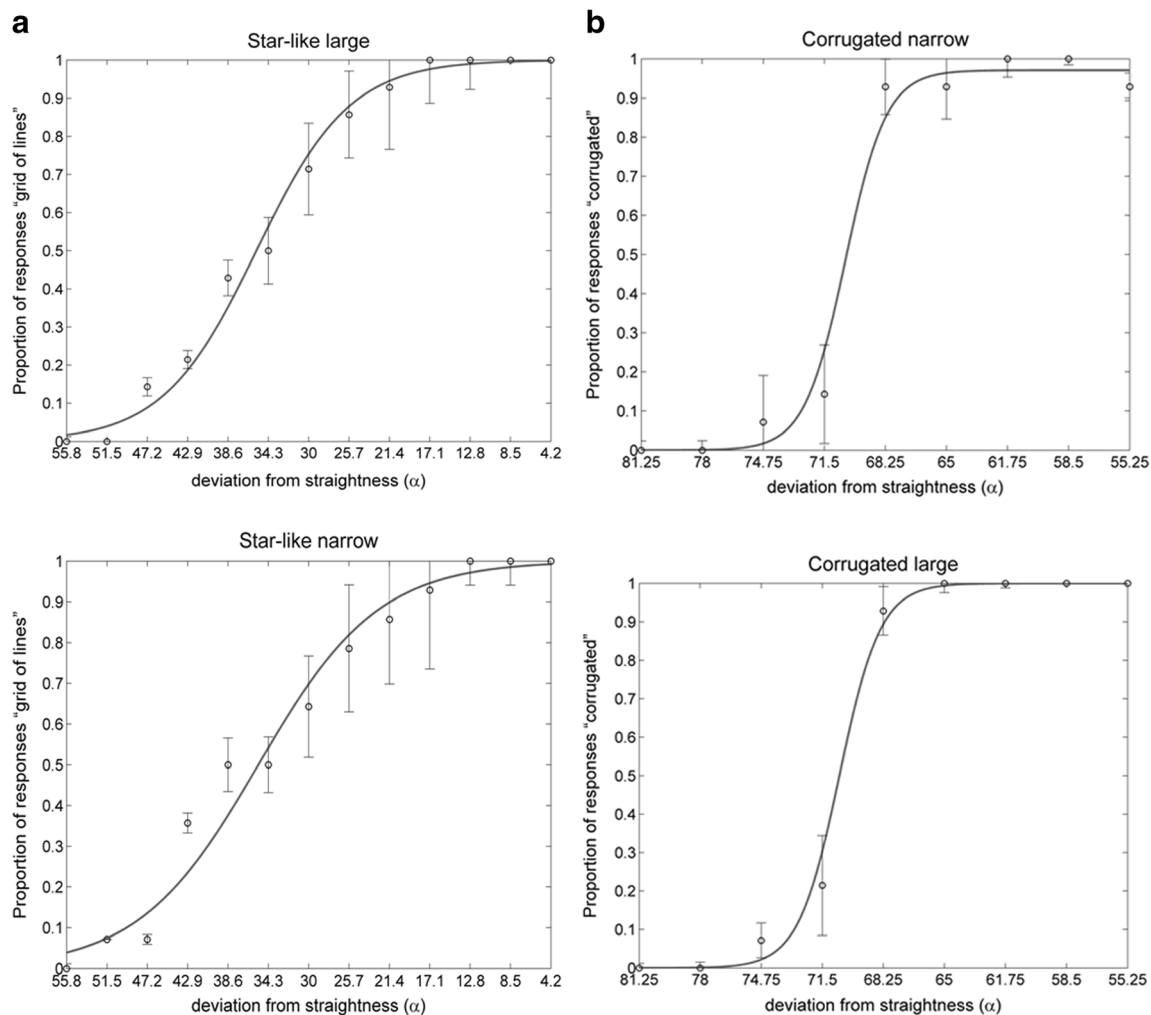 a
Star-like large
Proportion of responses "grid of lines"
1
0.9
0.8
0.7
0.6
0.5
0.4
0.3
0.2
0.1
0
55.8 51.5 47.2 42.9 38.6 34.3 30 25.7 21.4 17.1 12.8 8.5 4.2
deviation from straightness (α)
Star-like narrow
Proportion of responses "grid of lines"
1
0.9
0.8
0.7
0.6
0.5
0.4
0.3
0.2
0.1
0
55.8 51.5 47.2 42.9 38.6 34.3 30 25.7 21.4 17.1 12.8 8.5 4.2
deviation from straightness (α)
b
Corrugated narrow
Proportion of responses "corrugated"
1
0.9
0.8
0.7
0.6
0.5
0.4
0.3
0.2
0.1
0
81.25 78 74.75 71.5 68.25 65 61.75 58.5 55.25
deviation from straightness (α)
Corrugated large
Proportion of responses "corrugated"
1
0.9
0.8
0.7
0.6
0.5
0.4
0.3
0.2
0.1
0
81.25 78 74.75 71.5 68.25 65 61.75 58.5 55.25
deviation from straightness (α)